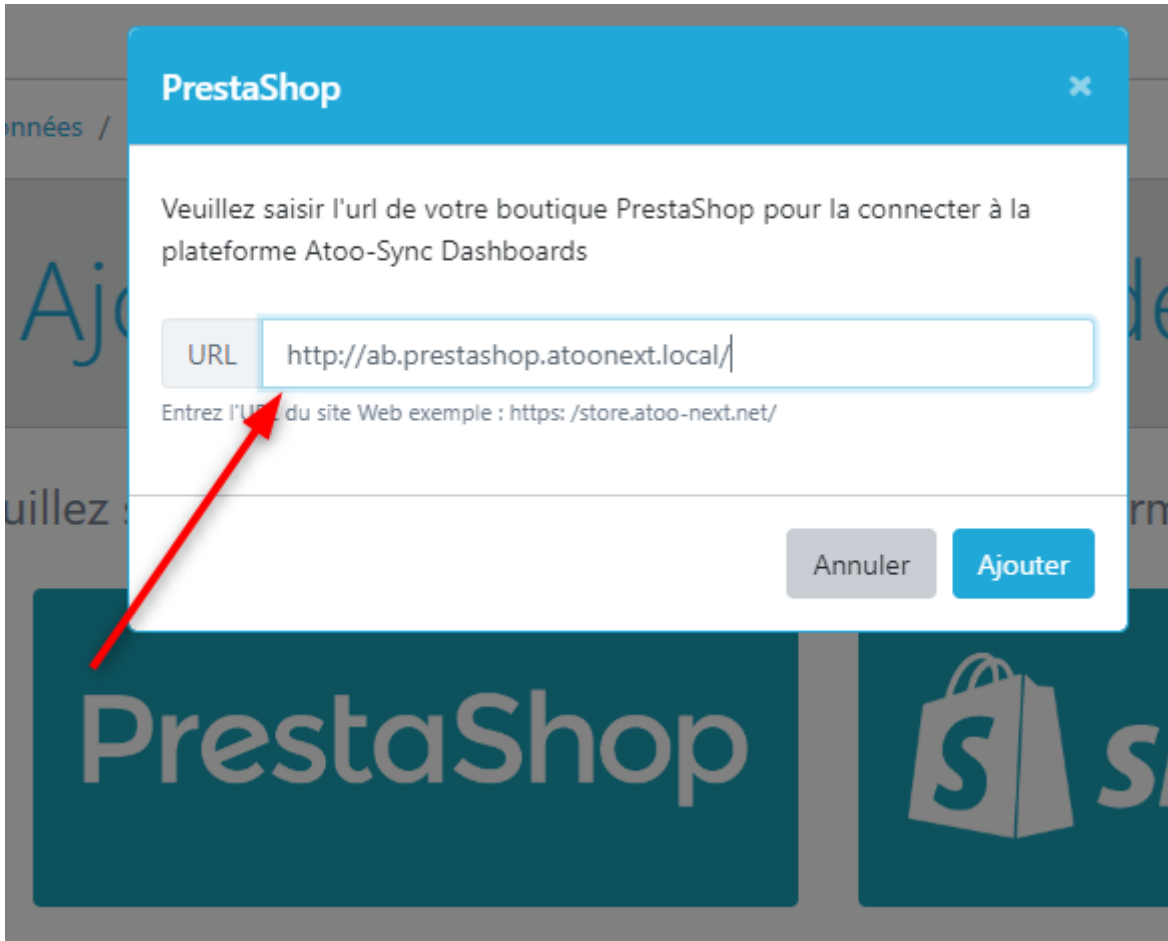 PrestaShop ×
onnées /
Veuillez saisir l'url de votre boutique PrestaShop pour la connecter à la
plateforme Atoo-Sync Dashboards
Aj
URL http://ab.prestashop.atoonext.local/
Entrez l'URL du site Web exemple : https: /store.atoo-next.net/
uillez
Annuler Ajouter
PrestaShop
S